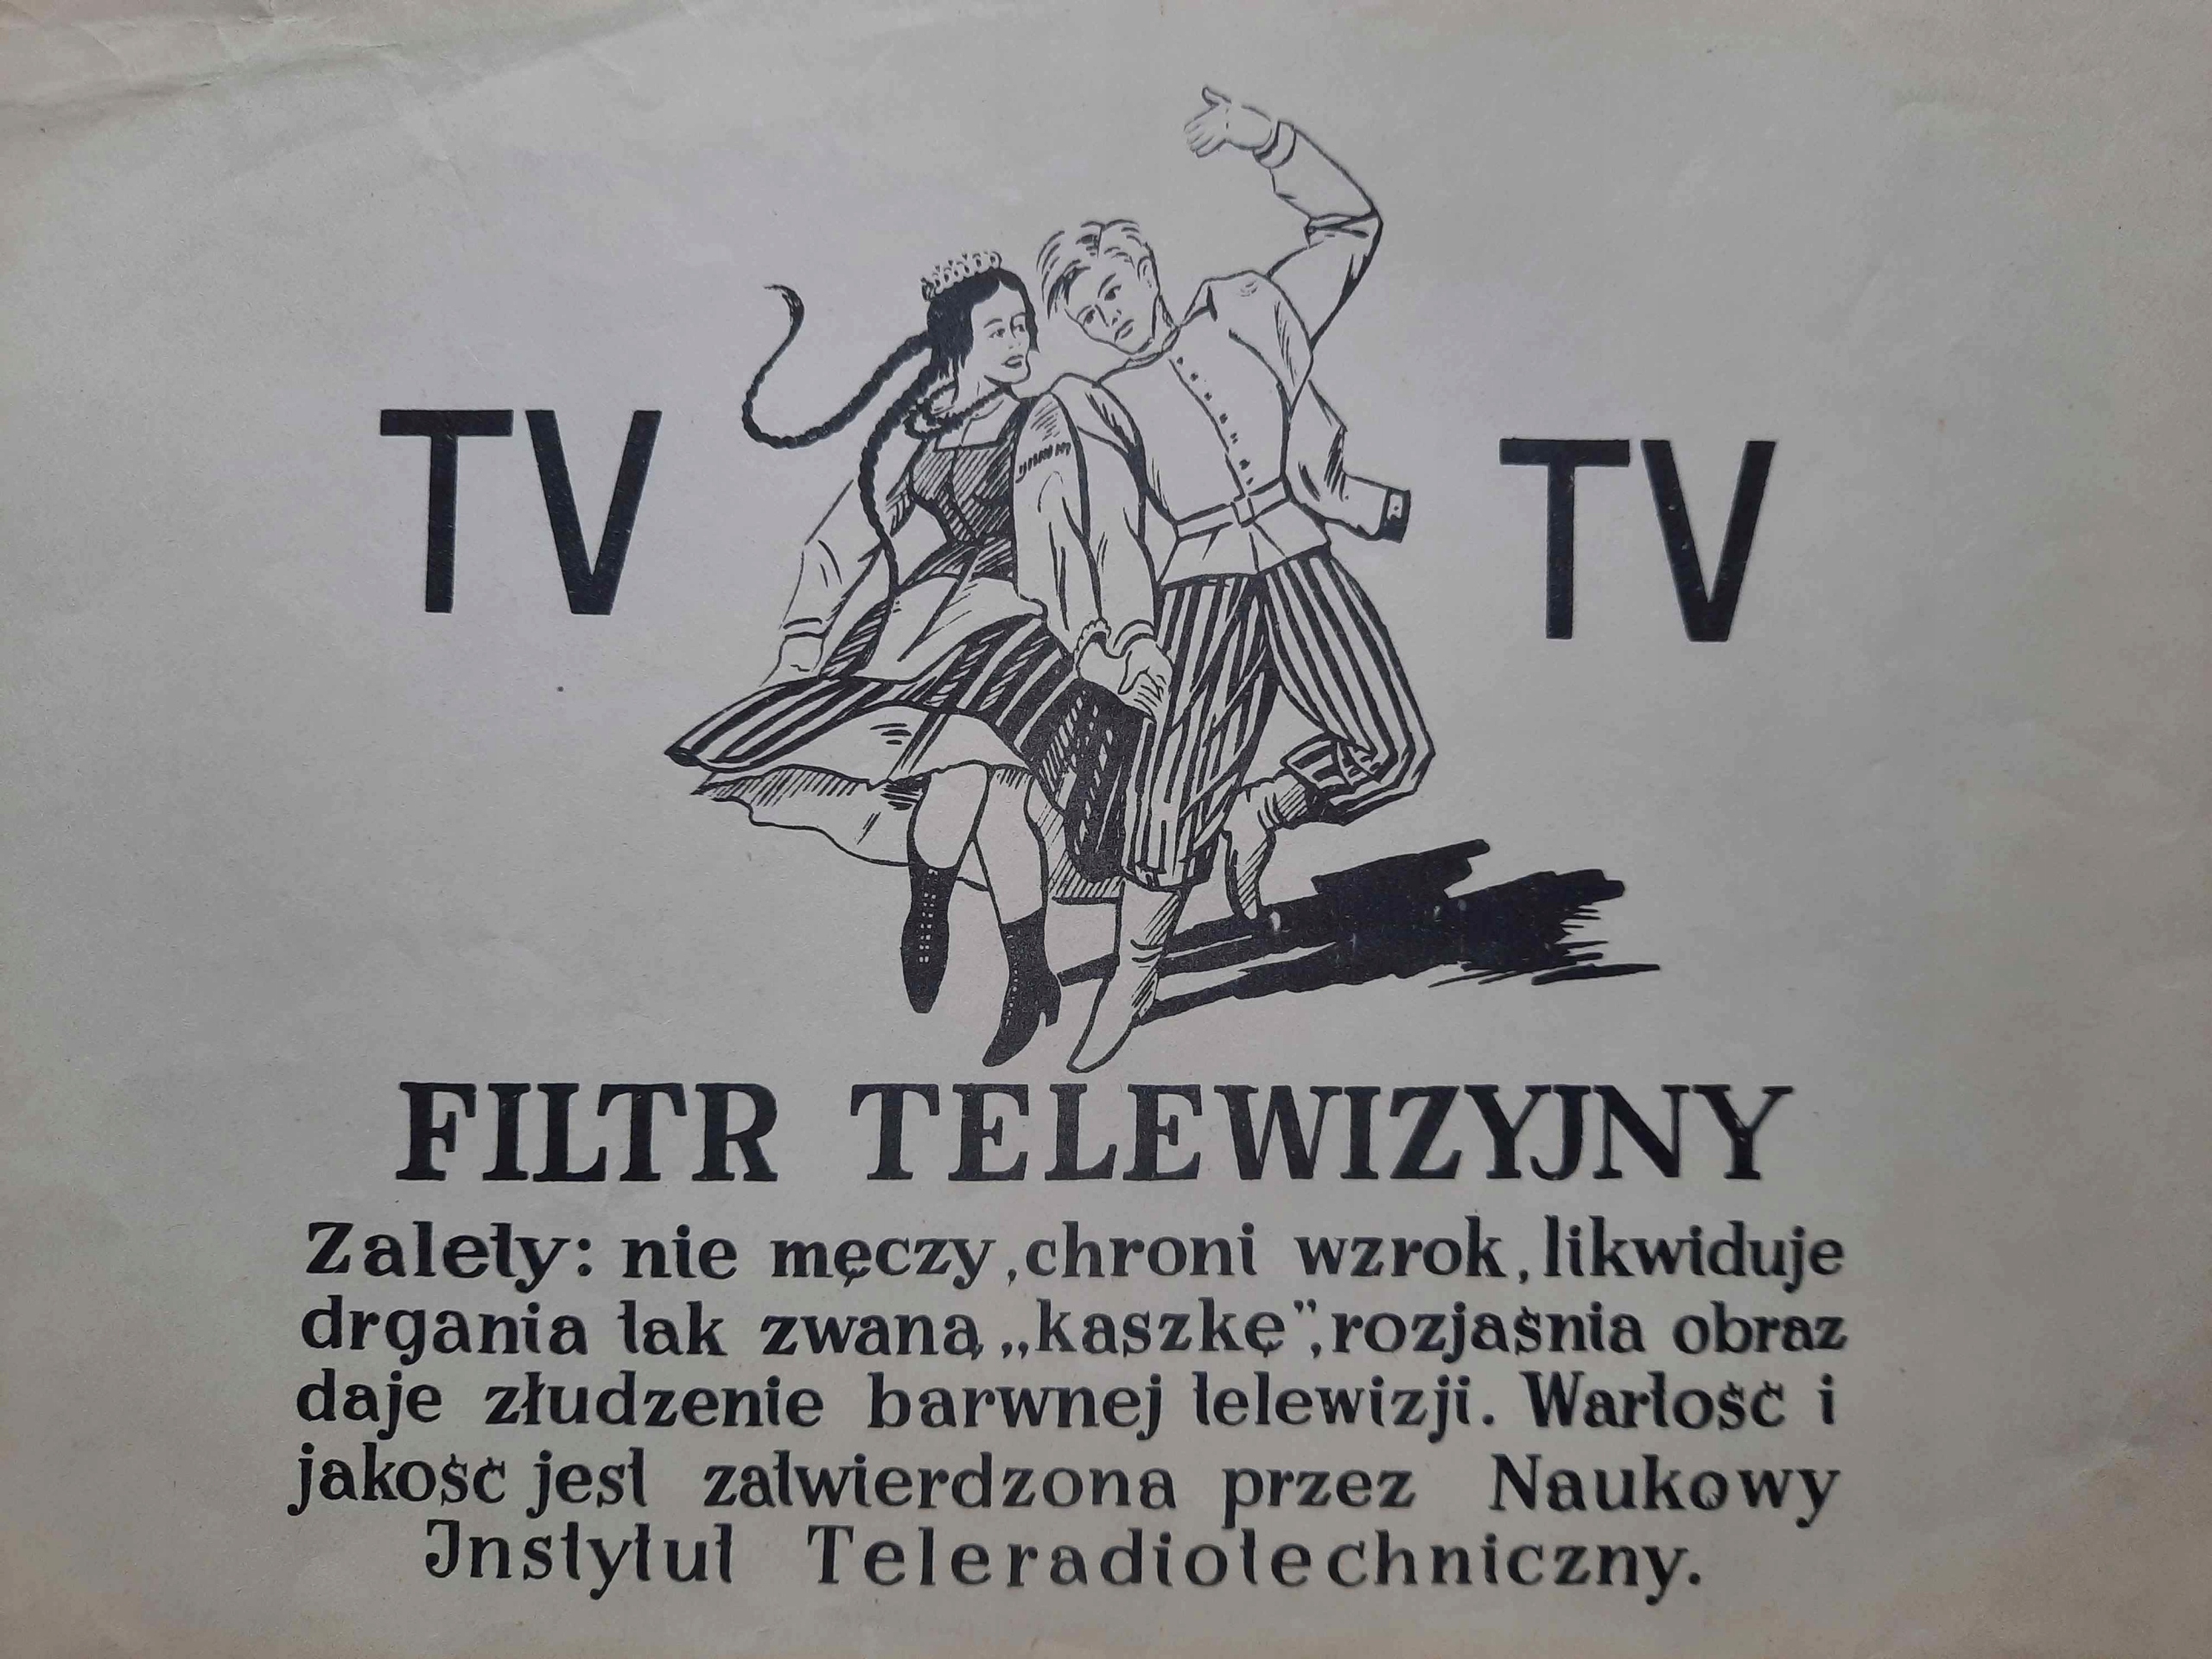 TV TV
FILTR TELEWIZYJNY
Zalety: nie męczy, chroni wzrok, likwiduje
drgania tak zwaną „kaszkę”, rozjaśnia obraz
daje złudzenie barwnej telewizji. Wartość i
jakość jest zatwierdzona przez Naukowy
Instytut Teleradiotechniczny.